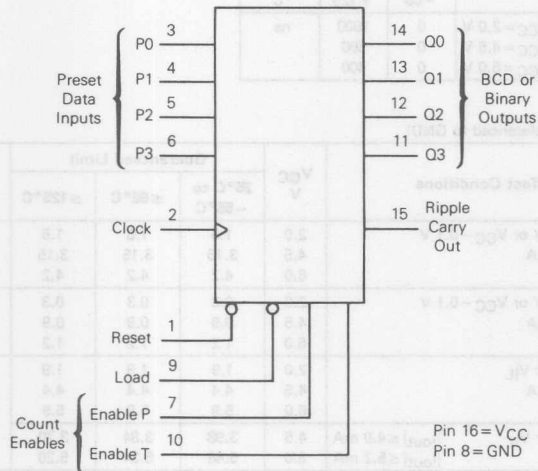 3
P0
4
P1
5
P2
6
P3
Preset
Data
Inputs
2
Clock
14
Q0
13
Q1
12
Q2
11
Q3
BCD or
Binary
Outputs
15
Ripple
Carry
Out
1
Reset
9
Load
7
Enable P
10
Enable T
Count
Enables
Pin 16 = VCC
Pin 8 = GND